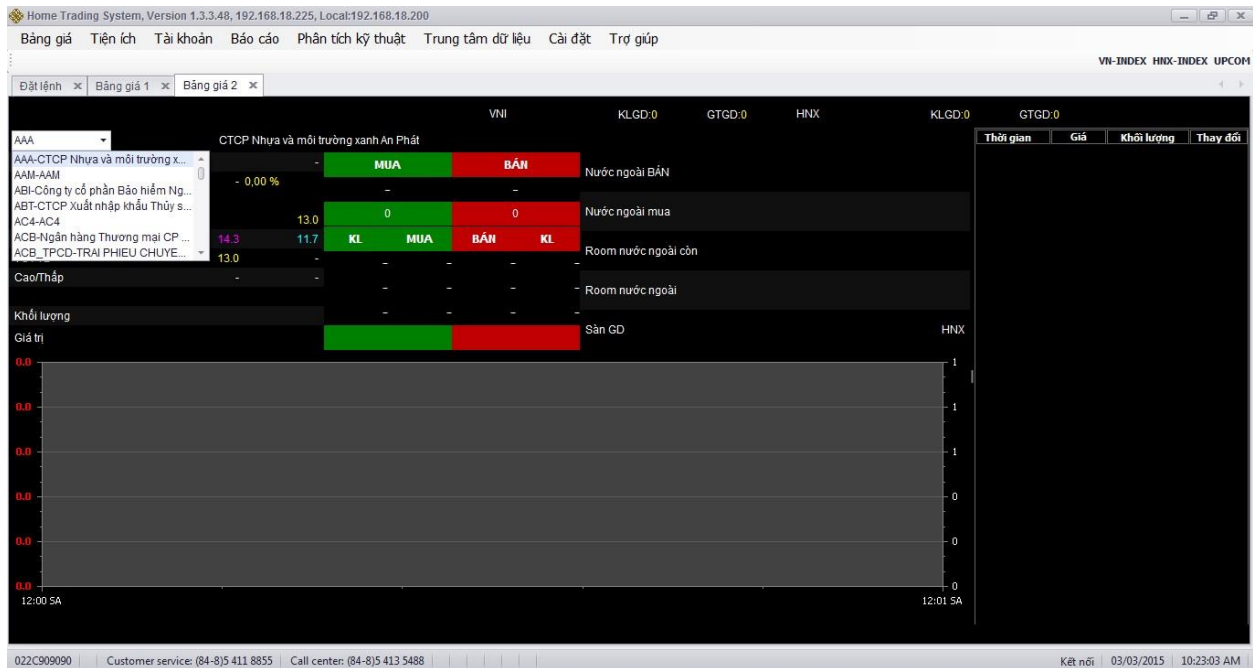 Home Trading System, Version 1.3.3.48, 192.168.18.225, Local:192.168.18.200
Bảng giá Tiện ích Tài khoản Báo cáo Phân tích kỹ thuật Trung tâm dữ liệu Cài đặt Trợ giúp
VN-INDEX HNX-INDEX UPCOM
Đặt lệnh Bảng giá 1 Bảng giá 2
VNI KLGD:0 GTGD:0 HNX KLGD:0 GTGD:0
AAA CTCP Nhựa và môi trường xanh An Phát Thời gian Giá Khối lượng Thay đổi
AAA-CTCP Nhựa và môi trường x... - MUA BÁN
Nước ngoài BÁN
AAM-AAM
ABI-Công ty cổ phần Bảo hiểm Ng... - 0,00 % – –
ABT-CTCP Xuất nhập khẩu Thủy s... 0 0 Nước ngoài mua
AC4-AC4 13.0
ACB-Ngân hàng Thương mại CP ... 14.3 11.7 KL MUA BÁN KL
ACB_TPCD-TRAI PHIEU CHUYE... Room nước ngoài còn
13.0 - – – – –
Cao/Thấp - -
– – – – Room nước ngoài
Khối lượng – – – –
Giá trị Sàn GD HNX
0.0 1
0.0 1
0.0 1
0.0 0
0.0 0
0.0 0
12:00 SA 12:01 SA
022C909090 Customer service: (84-8)5 411 8855 Call center: (84-8)5 413 5488 Kết nối 03/03/2015 10:23:03 AM